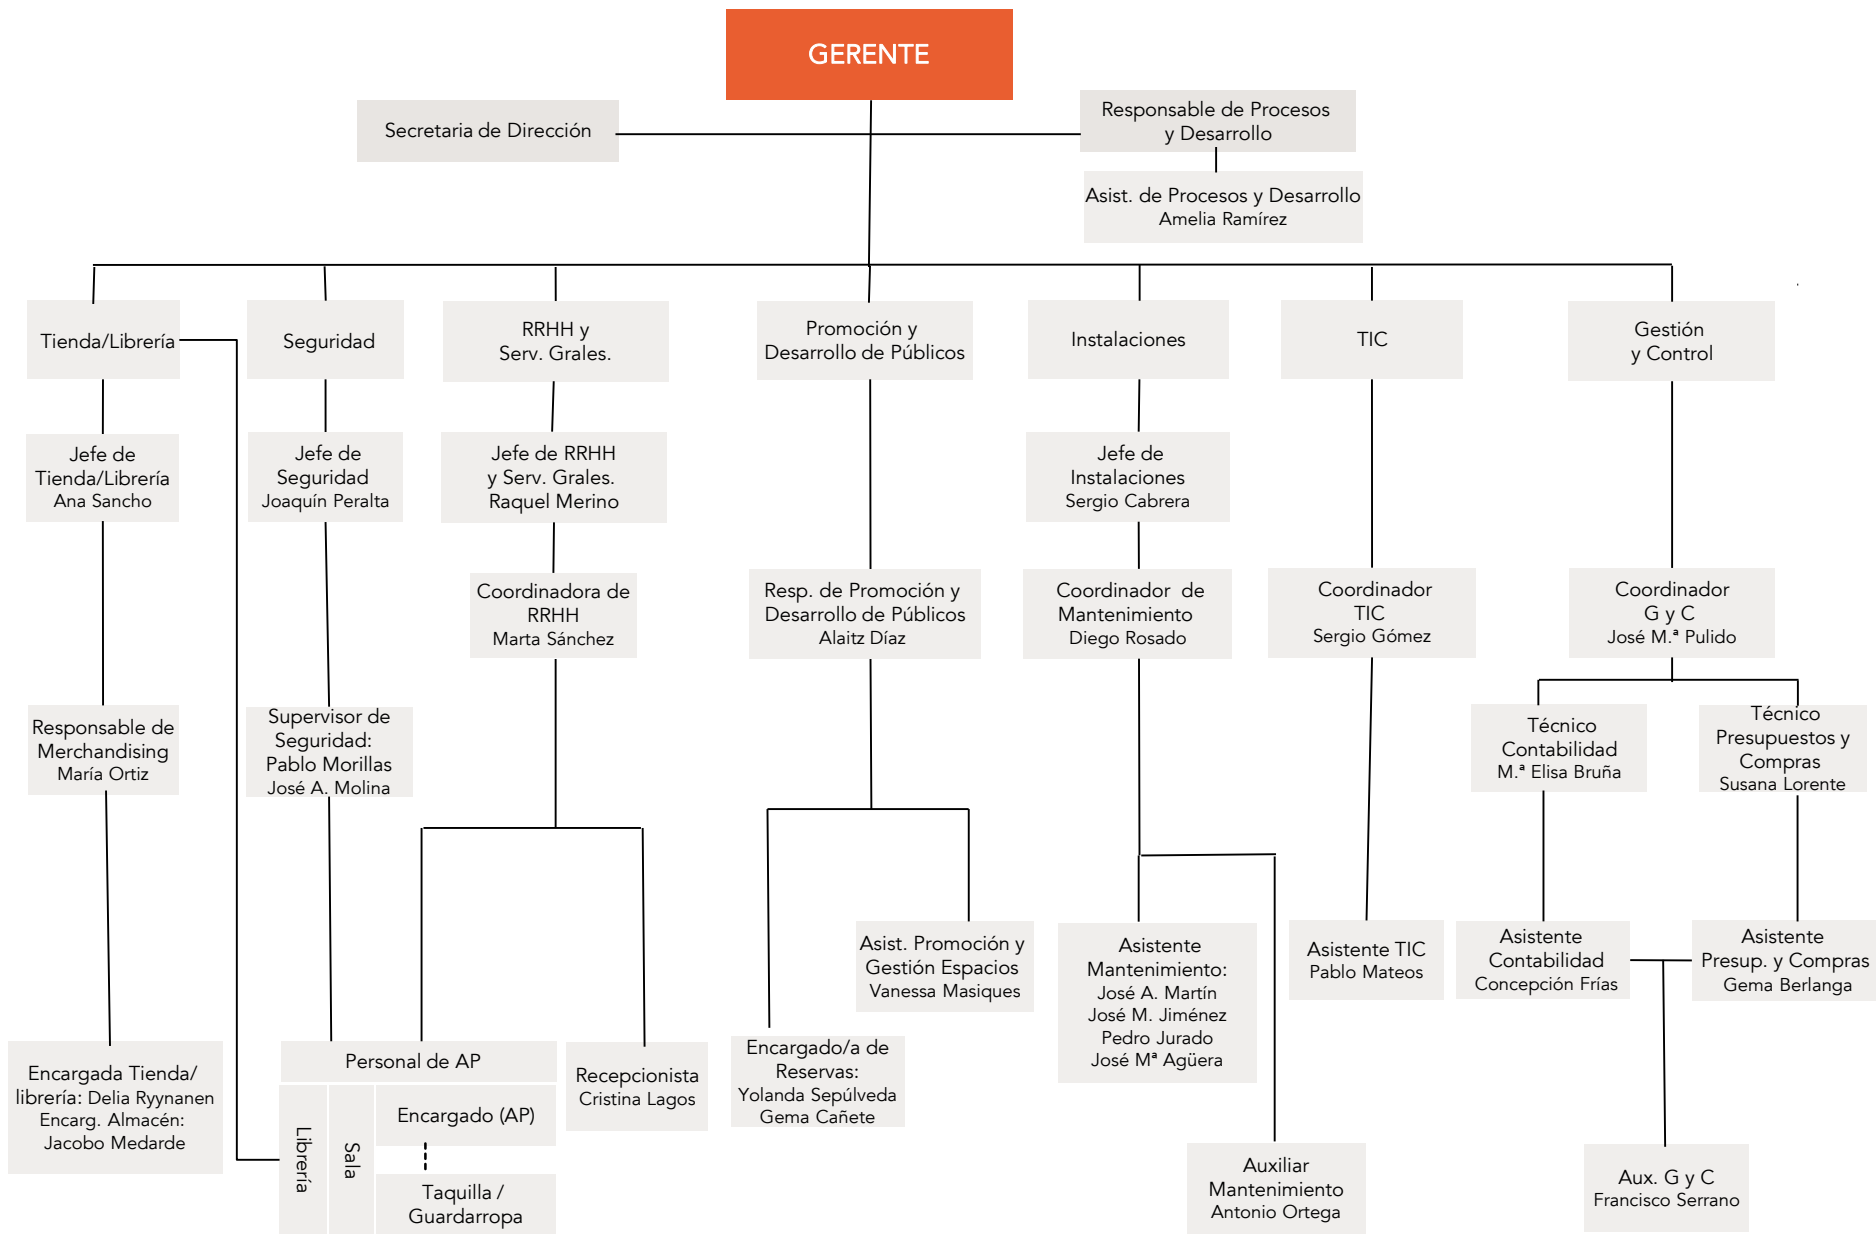 GERENTE
Secretaria de Dirección
Responsable de Procesos
y Desarrollo
Asist. de Procesos y Desarrollo
Amelia Ramírez
Tienda/Librería
Seguridad
RRHH y
Serv. Grales.
Promoción y
Desarrollo de Públicos
Instalaciones
TIC
Gestión
y Control
Jefe de
Tienda/Librería
Ana Sancho
Jefe de
Seguridad
Joaquín Peralta
Jefe de RRHH
y Serv. Grales.
Raquel Merino
Jefe de
Instalaciones
Sergio Cabrera
Coordinadora de
RRHH
Marta Sánchez
Resp. de Promoción y
Desarrollo de Públicos
Alaitz Díaz
Coordinador de
Mantenimiento
Diego Rosado
Coordinador
TIC
Sergio Gómez
Coordinador
G y C
José M.ª Pulido
Responsable de
Merchandising
María Ortiz
Supervisor de
Seguridad:
Pablo Morillas
José A. Molina
Técnico
Contabilidad
M.ª Elisa Bruña
Técnico
Presupuestos y
Compras
Susana Lorente
Asist. Promoción y
Gestión Espacios
Vanessa Masiques
Asistente
Mantenimiento:
José A. Martín
José M. Jiménez
Pedro Jurado
José Mª Agüera
Asistente TIC
Pablo Mateos
Asistente
Contabilidad
Concepción Frías
Asistente
Presup. y Compras
Gema Berlanga
Encargada Tienda/
librería: Delia Ryynanen
Encarg. Almacén:
Jacobo Medarde
Personal de AP
Librería
Sala
Encargado (AP)
Taquilla /
Guardarropa
Recepcionista
Cristina Lagos
Encargado/a de
Reservas:
Yolanda Sepúlveda
Gema Cañete
Auxiliar
Mantenimiento
Antonio Ortega
Aux. G y C
Francisco Serrano